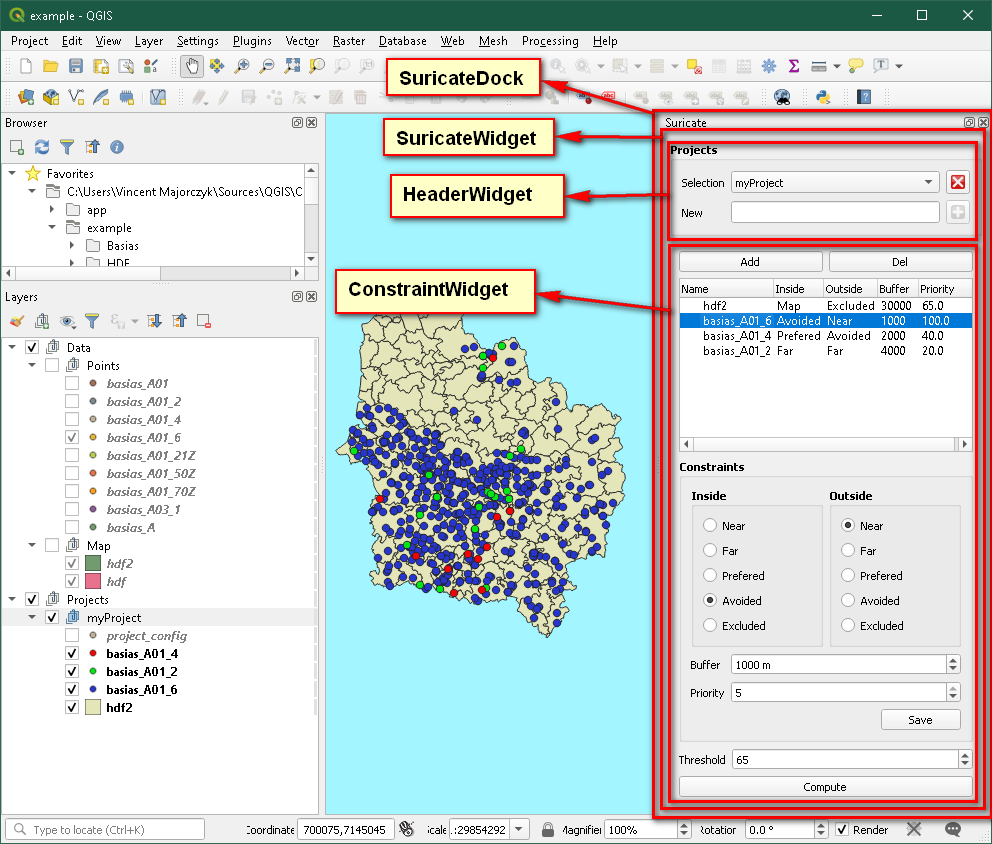 example - QGIS
Project Edit View Layer Settings Plugins Vector Raster Database Web Mesh Processing Help
SuricateDock
SuricateWidget
HeaderWidget
ConstraintWidget
Browser
Favorites
C:\Users\Vincent Majorczyk\Sources\QGIS\C
app
example
Basias
HDF
Layers
Data
Points
basias_A01
basias_A01_2
basias_A01_4
basias_A01_6
basias_A01_21Z
basias_A01_50Z
basias_A01_70Z
basias_A03_1
basias_A
Map
hdf2
hdf
Projects
myProject
project_config
basias_A01_4
basias_A01_2
basias_A01_6
hdf2
Suricate
Projects
Selection myProject
New
Add Del
Name Inside Outside Buffer Priority
hdf2 Map Excluded 30000 65.0
basias_A01_6 Avoided Near 1000 100.0
basias_A01_4 Prefered Avoided 2000 40.0
basias_A01_2 Far Far 4000 20.0
Constraints
Inside Outside
Near Near
Far Far
Prefered Prefered
Avoided Avoided
Excluded Excluded
Buffer 1000 m
Priority 5
Save
Threshold 65
Compute
Type to locate (Ctrl+K) Coordinate 700075,7145045 Scale .:29854292 Magnifier 100% Rotation 0.0 ° Render